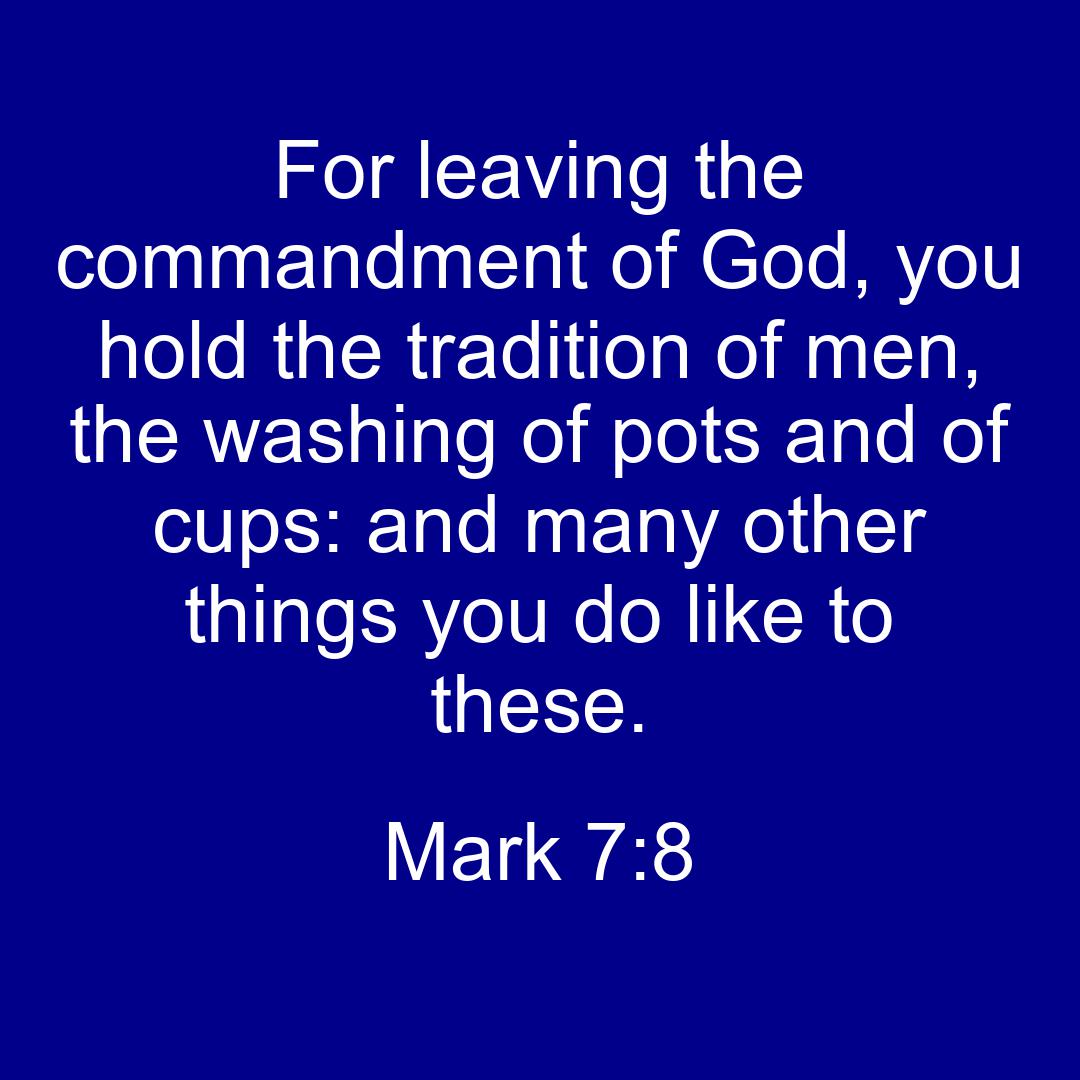 For leaving the
commandment of God, you
hold the tradition of men,
the washing of pots and of
cups: and many other
things you do like to
these.
Mark 7:8